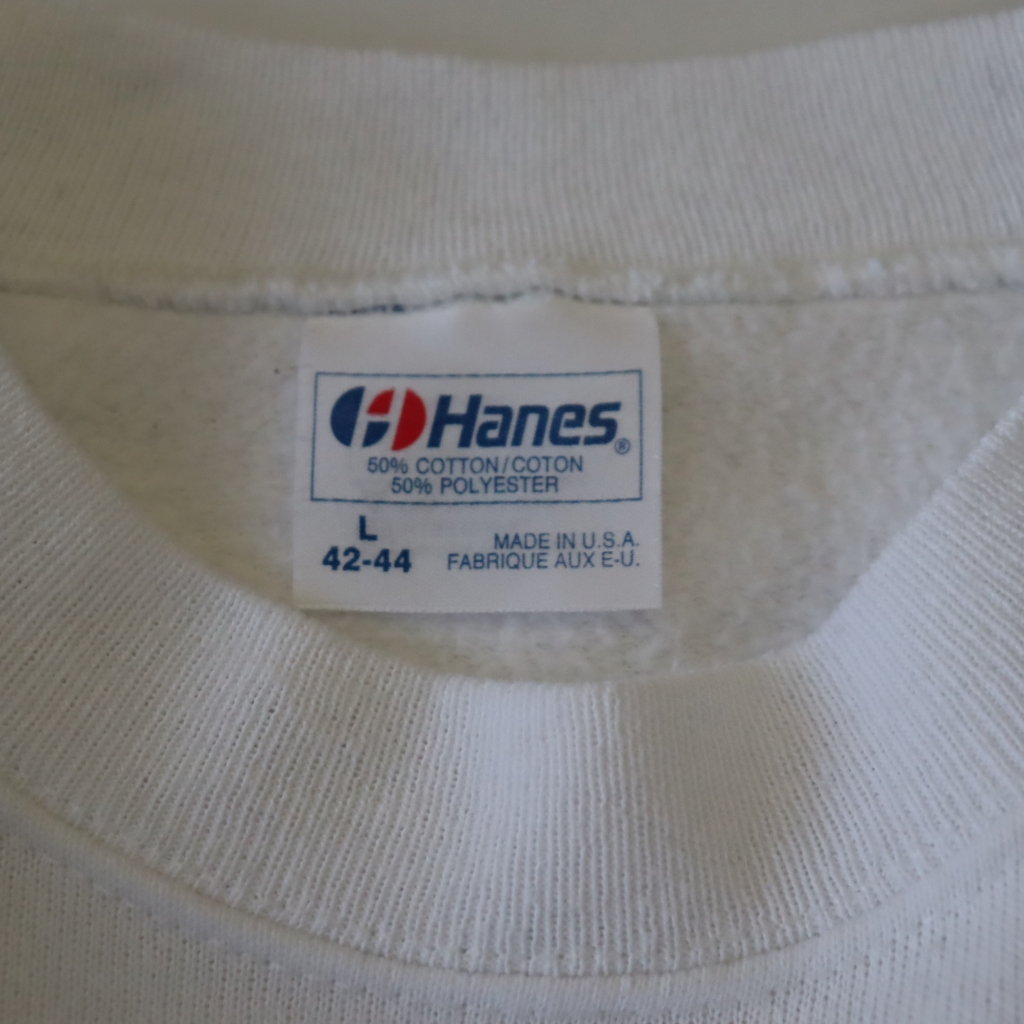 Hanes®
50% COTTON/COTON
50% POLYESTER
L
42-44
MADE IN U.S.A.
FABRIQUE AUX E-U.